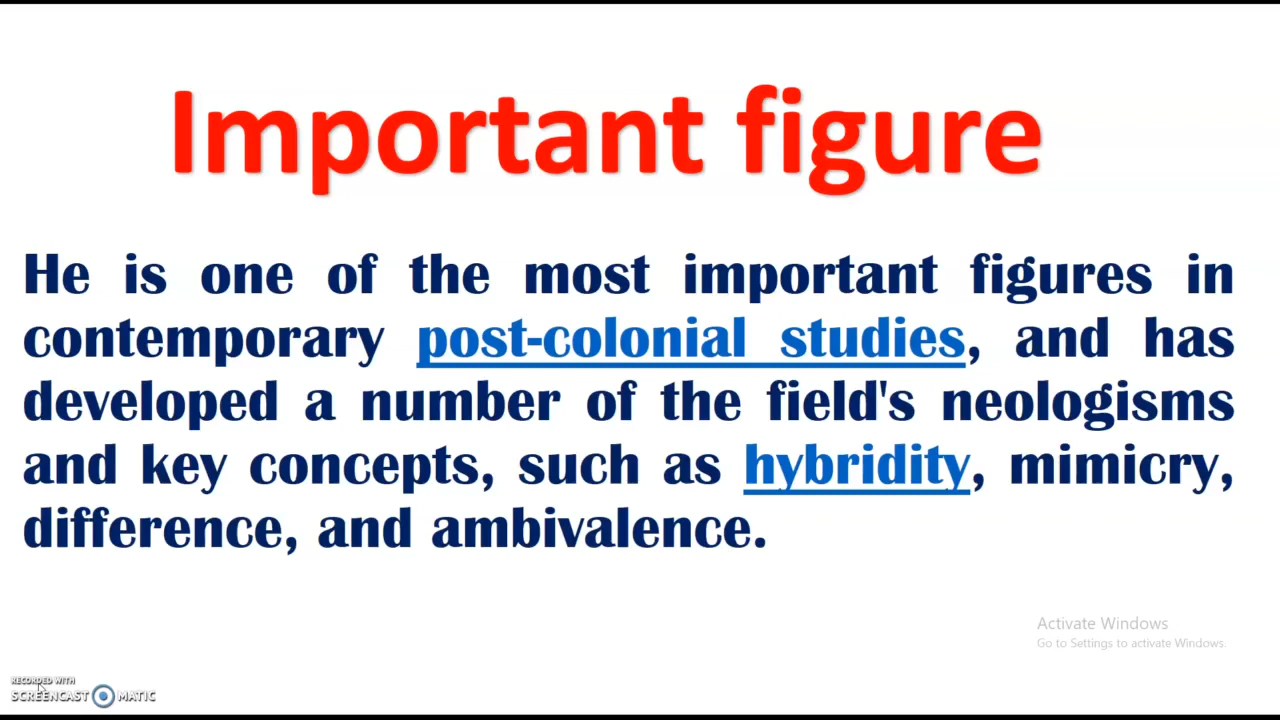 Important figure
He is one of the most important figures in
contemporary post-colonial studies, and has
developed a number of the field's neologisms
and key concepts, such as hybridity, mimicry,
difference, and ambivalence.
Activate Windows
Go to Settings to activate Windows.
RECORDED WITH
SCREENCAST MATIC